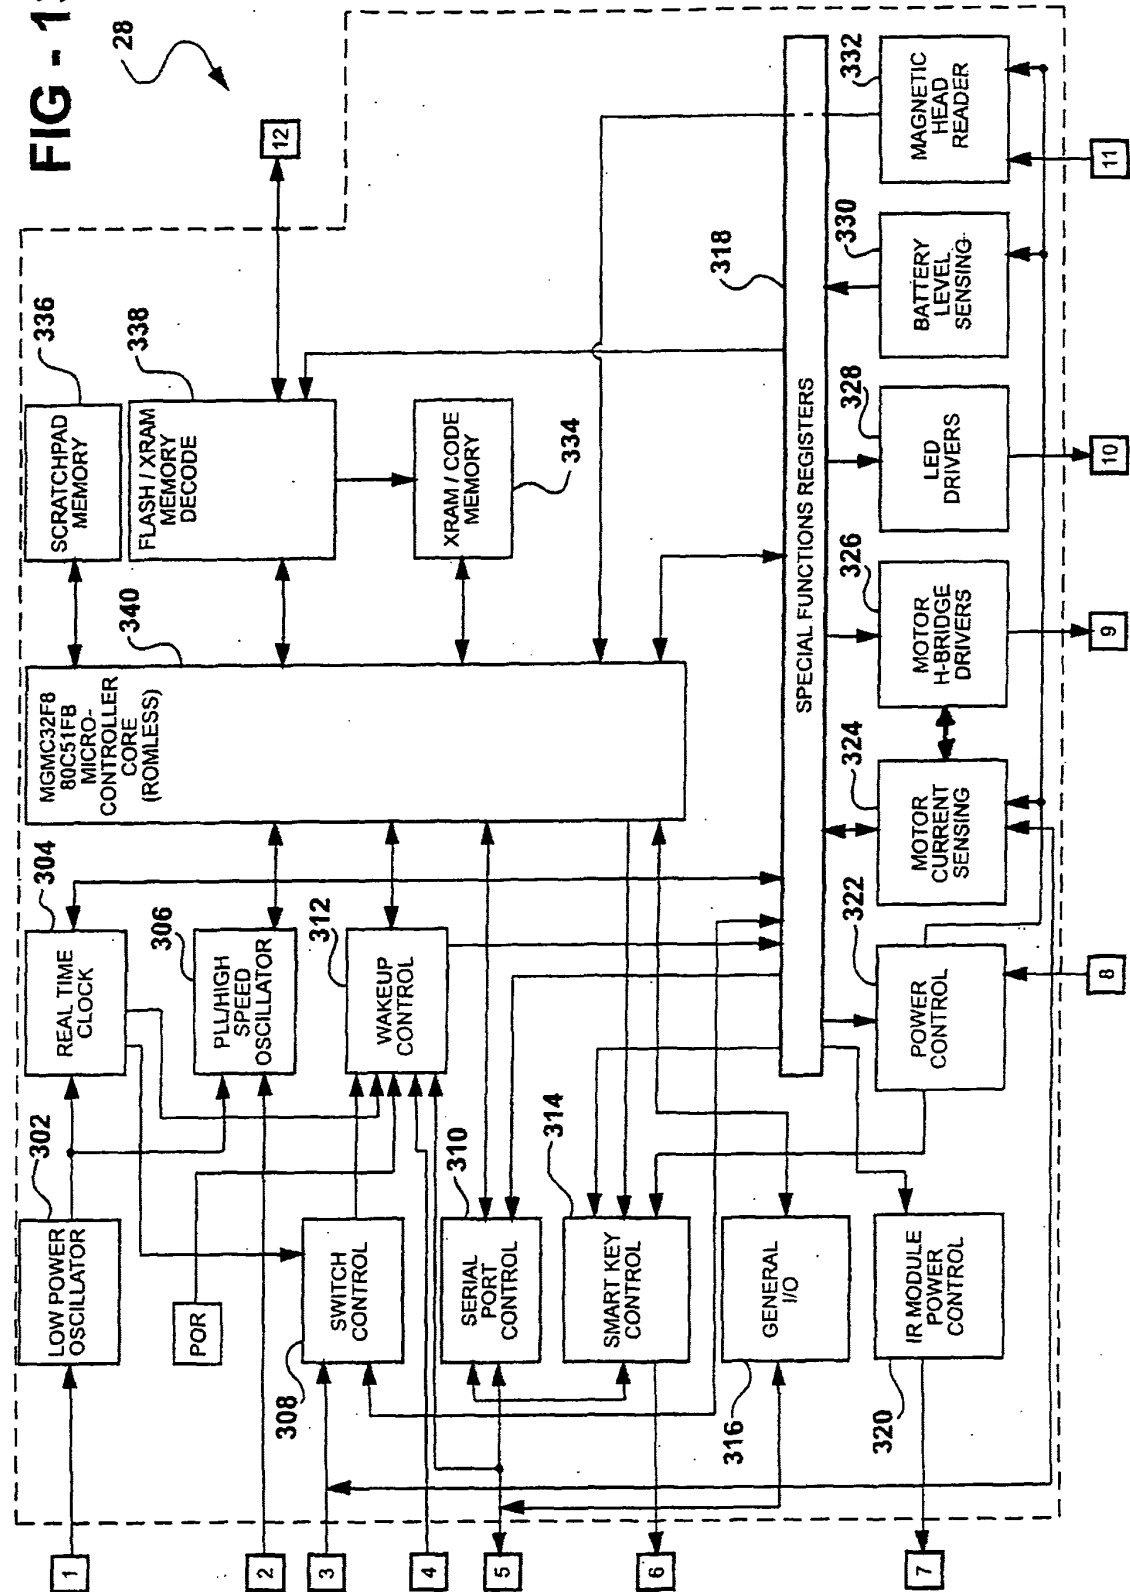 FIG - 1
28
12
336
SCRATCHPAD
MEMORY
338
FLASH / XRAM
MEMORY
DECODE
XRAM / CODE
MEMORY
334
340
MGMC32F8
80C51FB
MICRO-
CONTROLLER
CORE
(ROMLESS)
304
REAL TIME
CLOCK
306
PLL/HIGH
SPEED
OSCILLATOR
312
WAKEUP
CONTROL
302
LOW POWER
OSCILLATOR
POR
SWITCH
CONTROL
308
310
SERIAL
PORT
CONTROL
314
SMART KEY
CONTROL
GENERAL
I/O
316
IR MODULE
POWER
CONTROL
320
318
SPECIAL FUNCTIONS REGISTERS
322
POWER
CONTROL
324
MOTOR
CURRENT
SENSING
326
MOTOR
H-BRIDGE
DRIVERS
328
LED
DRIVERS
330
BATTERY
LEVEL
SENSING
332
MAGNETIC
HEAD
READER
1
2
3
4
5
6
7
8
9
10
11